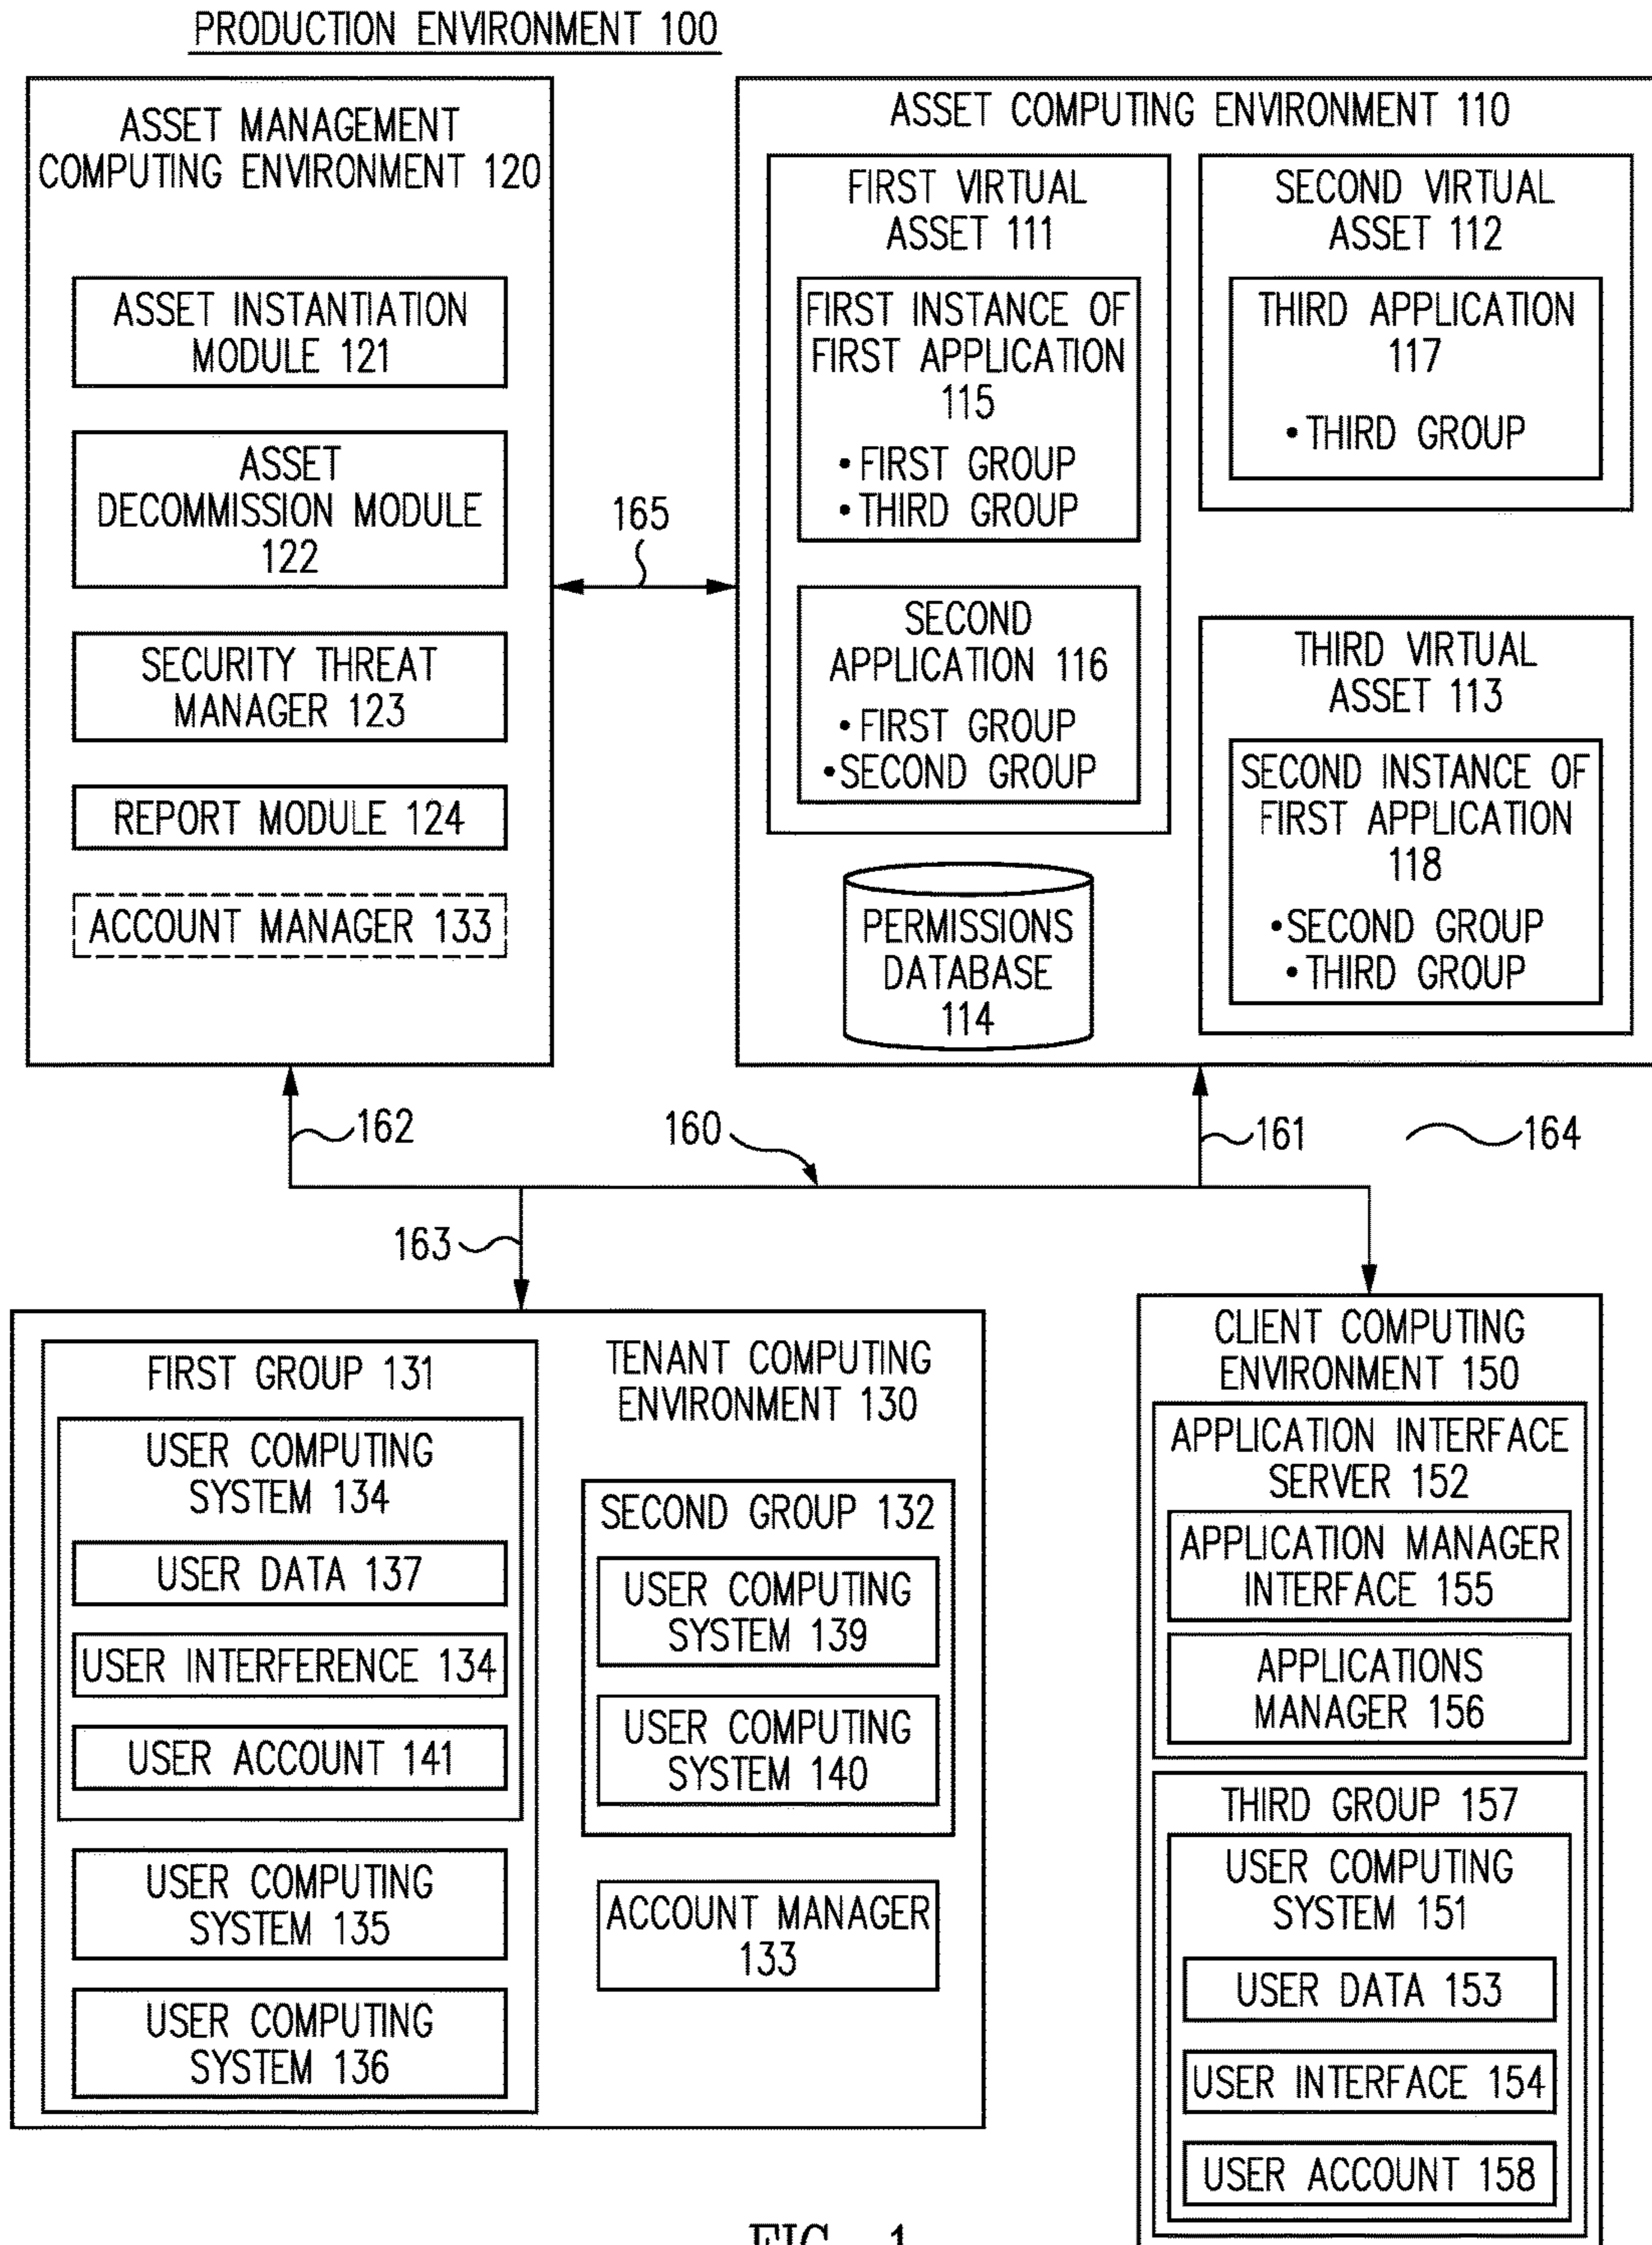 PRODUCTION ENVIRONMENT 100
ASSET MANAGEMENT
COMPUTING ENVIRONMENT 120
ASSET INSTANTIATION
MODULE 121
ASSET
DECOMMISSION MODULE
122
SECURITY THREAT
MANAGER 123
REPORT MODULE 124
ACCOUNT MANAGER 133
165
ASSET COMPUTING ENVIRONMENT 110
FIRST VIRTUAL
ASSET 111
FIRST INSTANCE OF
FIRST APPLICATION
115
• FIRST GROUP
• THIRD GROUP
SECOND
APPLICATION 116
• FIRST GROUP
• SECOND GROUP
PERMISSIONS
DATABASE
114
SECOND VIRTUAL
ASSET 112
THIRD APPLICATION
117
• THIRD GROUP
THIRD VIRTUAL
ASSET 113
SECOND INSTANCE OF
FIRST APPLICATION
118
• SECOND GROUP
• THIRD GROUP
162
160
161
164
163
FIRST GROUP 131
USER COMPUTING
SYSTEM 134
USER DATA 137
USER INTERFERENCE 134
USER ACCOUNT 141
USER COMPUTING
SYSTEM 135
USER COMPUTING
SYSTEM 136
TENANT COMPUTING
ENVIRONMENT 130
SECOND GROUP 132
USER COMPUTING
SYSTEM 139
USER COMPUTING
SYSTEM 140
ACCOUNT MANAGER
133
CLIENT COMPUTING
ENVIRONMENT 150
APPLICATION INTERFACE
SERVER 152
APPLICATION MANAGER
INTERFACE 155
APPLICATIONS
MANAGER 156
THIRD GROUP 157
USER COMPUTING
SYSTEM 151
USER DATA 153
USER INTERFACE 154
USER ACCOUNT 158
FIG. 1